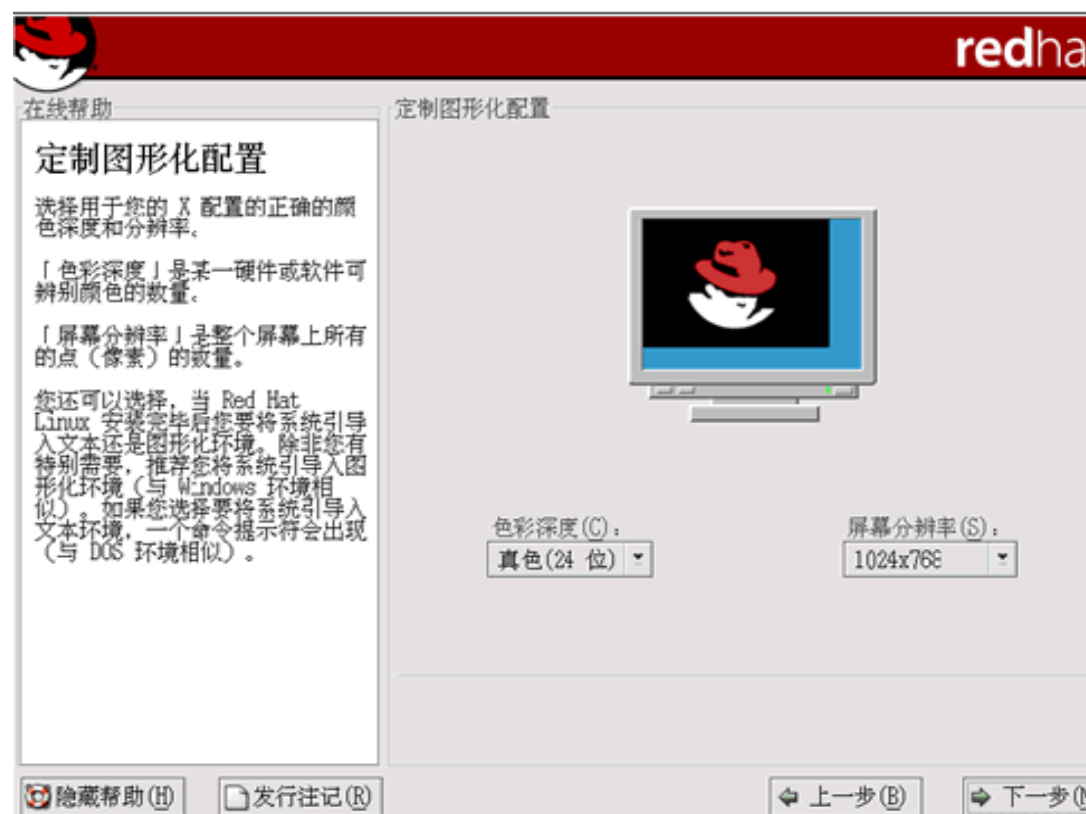 redha
在线帮助
定制图形化配置
定制图形化配置
选择用于您的 X 配置的正确的颜
色深度和分辨率。
「色彩深度」是某一硬件或软件可
辨别颜色的数量。
「屏幕分辨率」是整个屏幕上所有
的点（像素）的数量。
您还可以选择，当 Red Hat
Linux 安装完毕后您要将系统引导
入文本还是图形化环境。除非您有
特别需要，推荐您将系统引导入图
形化环境（与 Windows 环境相
似）。如果您选择要将系统引导入
文本环境，一个命令提示符会出现
（与 DOS 环境相似）。
色彩深度(C)：
屏幕分辨率(S)：
真色(24 位)
1024x768
隐藏帮助(H)
发行注记(R)
上一步(B)
下一步(N